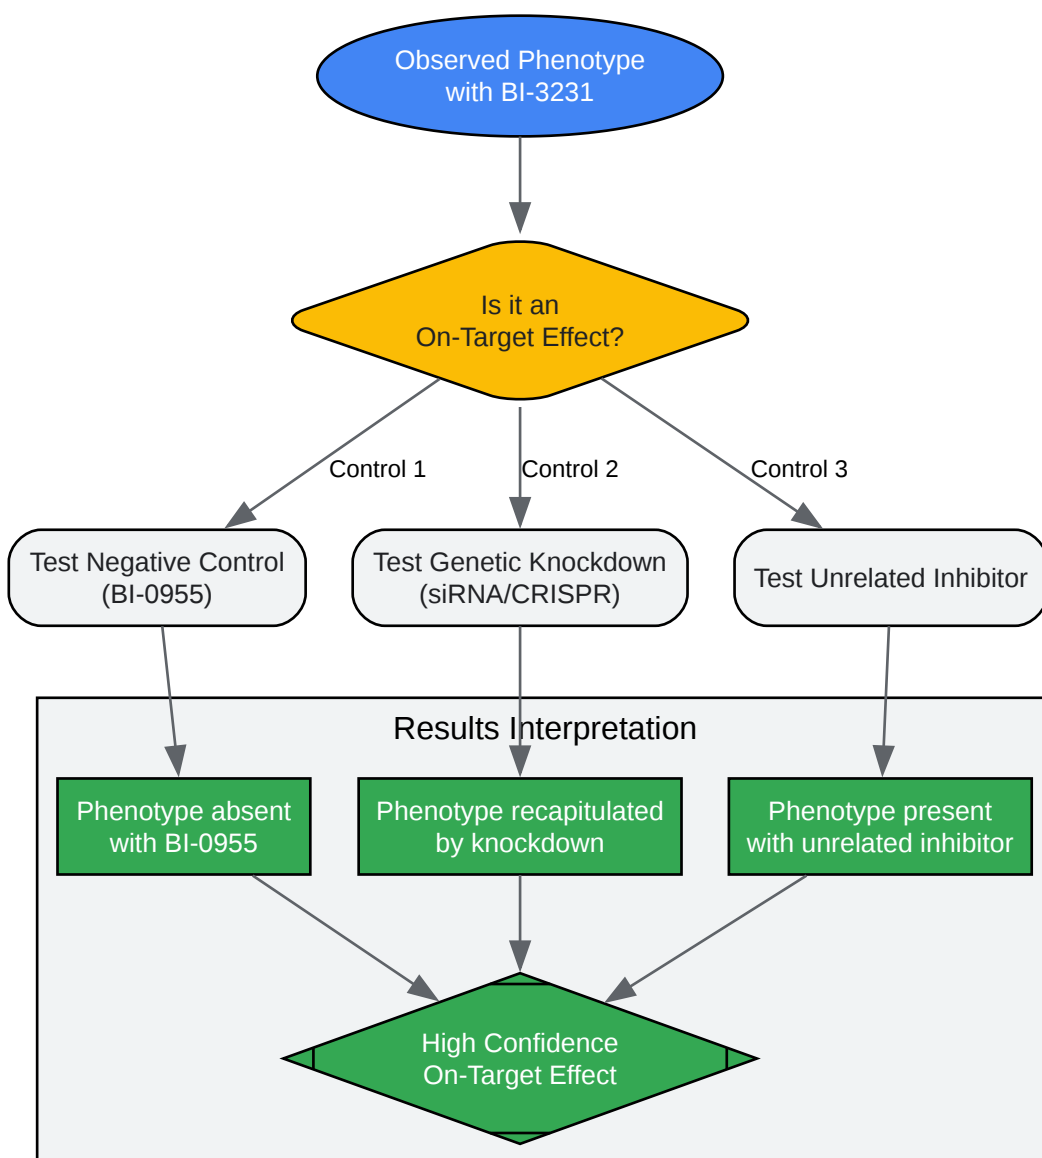 Observed Phenotype
with BI-3231
Is it an
On-Target Effect?
Control 1
Control 2
Control 3
Test Negative Control
(BI-0955)
Test Genetic Knockdown
(siRNA/CRISPR)
Test Unrelated Inhibitor
Results Interpretation
Phenotype absent
with BI-0955
Phenotype recapitulated
by knockdown
Phenotype present
with unrelated inhibitor
High Confidence
On-Target Effect